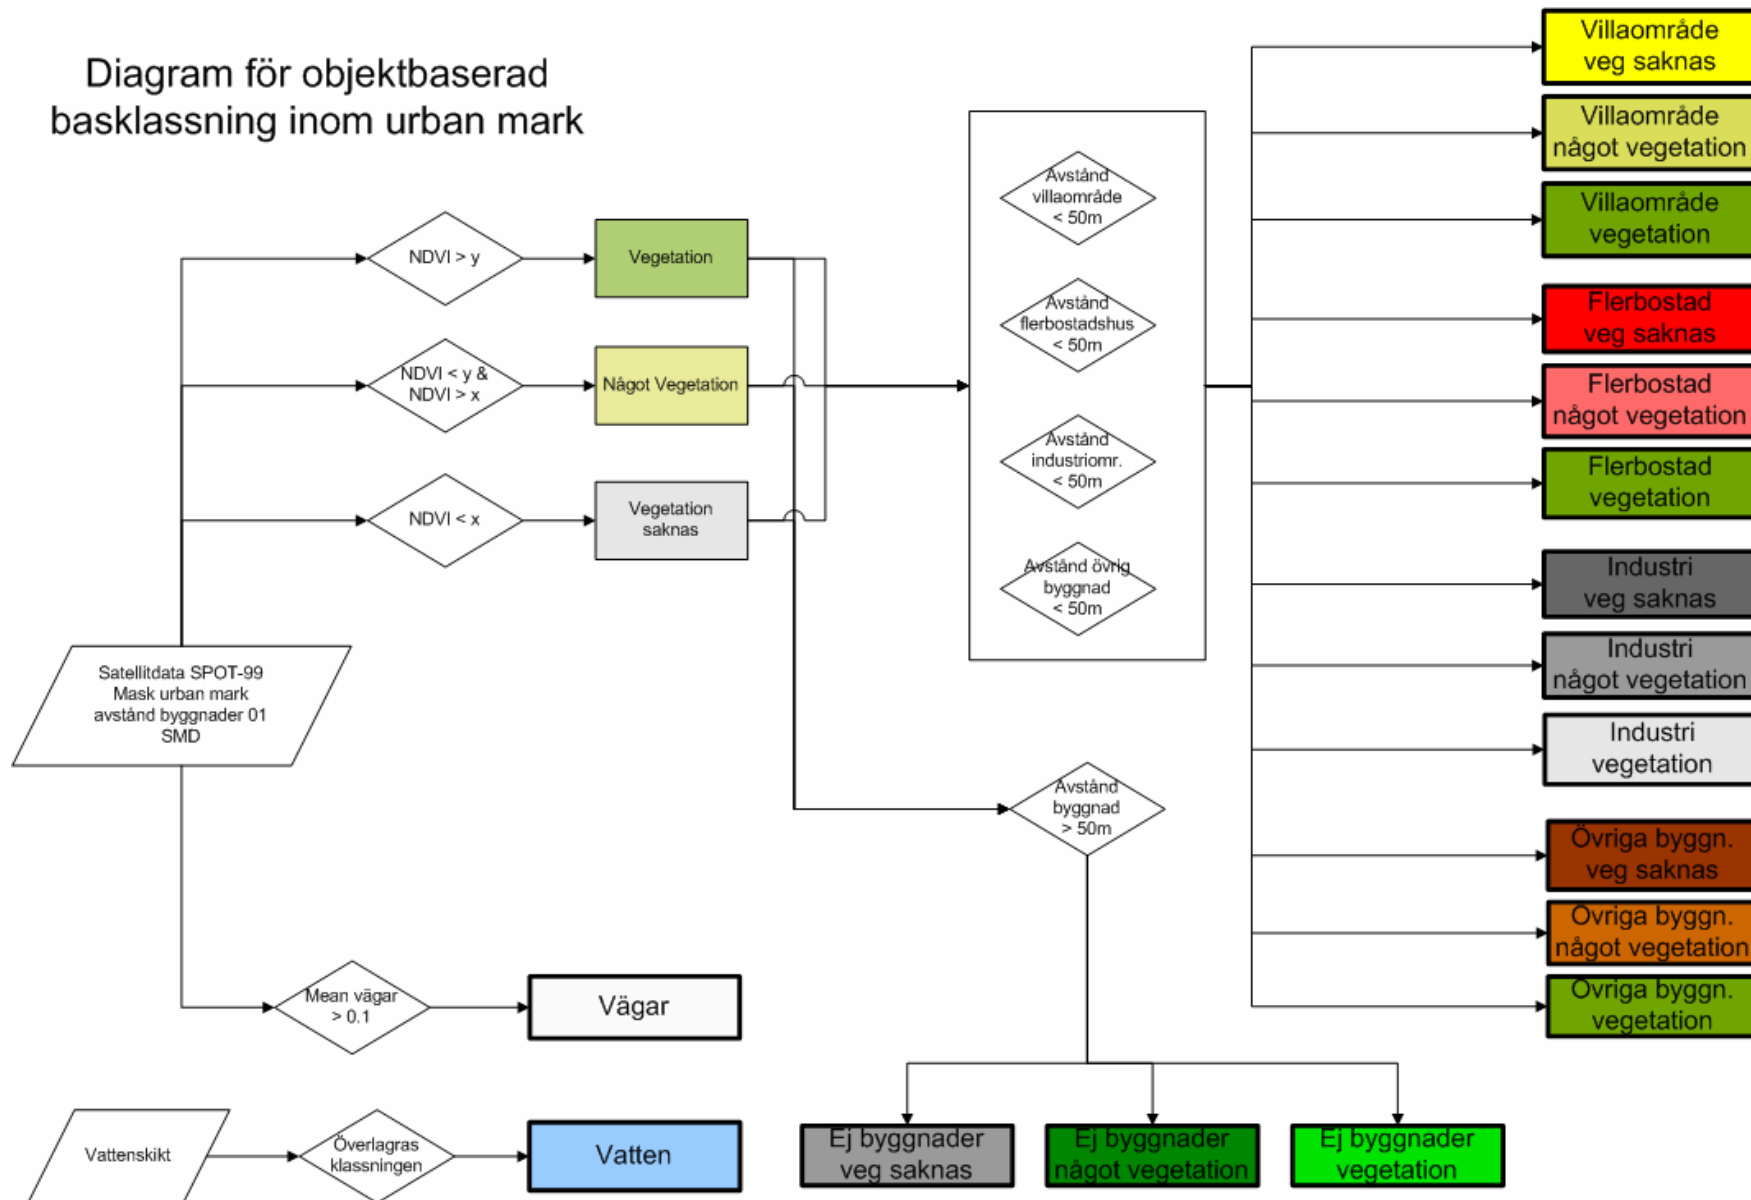 Diagram för objektbaserad
basklassning inom urban mark
NDVI > y
Vegetation
NDVI < y &
NDVI > x
Något Vegetation
NDVI < x
Vegetation
saknas
Satellitdata SPOT-99
Mask urban mark
avstånd byggnader 01
SMD
Mean vägar
> 0.1
Vägar
Vattenskikt
Överlagras
klassningen
Vatten
Avstånd
villaområde
< 50m
Avstånd
flerbostadshus
< 50m
Avstånd
industriomr.
< 50m
Avstånd övrig
byggnad
< 50m
Avstånd
byggnad
> 50m
Ej byggnader
veg saknas
Ej byggnader
något vegetation
Ej byggnader
vegetation
Villaområde
veg saknas
Villaområde
något vegetation
Villaområde
vegetation
Flerbostad
veg saknas
Flerbostad
något vegetation
Flerbostad
vegetation
Industri
veg saknas
Industri
något vegetation
Industri
vegetation
Övriga byggn.
veg saknas
Övriga byggn.
något vegetation
Övriga byggn.
vegetation